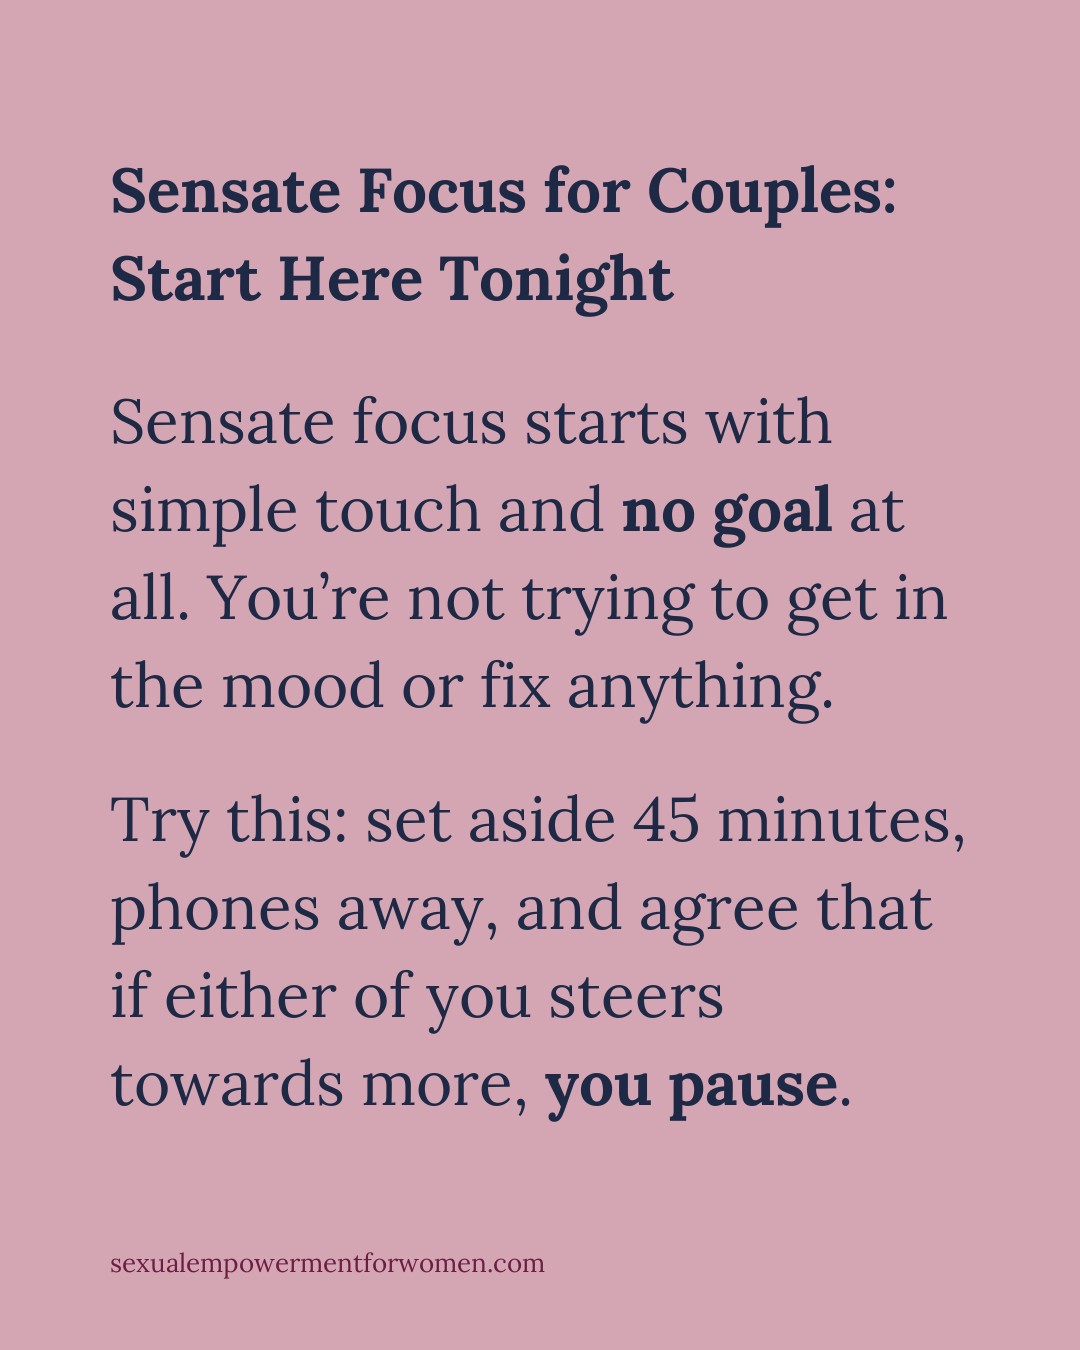 Sensate Focus for Couples:
Start Here Tonight
Sensate focus starts with
simple touch and no goal at
all. You’re not trying to get in
the mood or fix anything.
Try this: set aside 45 minutes,
phones away, and agree that
if either of you steers
towards more, you pause.
sexualempowermentforwomen.com